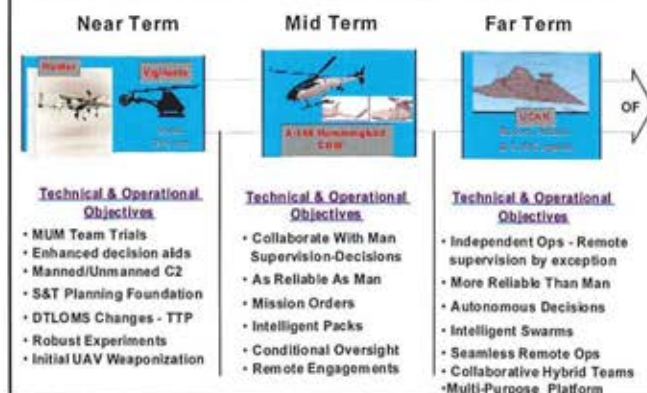 Near Term
Hunter
Vigilante
Technical & Operational
Objectives
• MUM Team Trials
• Enhanced decision aids
• Manned/Unmanned C2
• S&T Planning Foundation
• DTLOMS Changes - TTP
• Robust Experiments
• Initial UAV Weaponization
Mid Term
A-160 Hummingbird
Technical & Operational
Objectives
• Collaborate With Man
Supervision-Decisions
• As Reliable As Man
• Mission Orders
• Intelligent Packs
• Conditional Oversight
• Remote Engagements
Far Term
UCAR
OF
Technical & Operational
Objectives
• Independent Ops - Remote
supervision by exception
• More Reliable Than Man
• Autonomous Decisions
• Intelligent Swarms
• Seamless Remote Ops
• Collaborative Hybrid Teams
•Multi-Purpose Platform